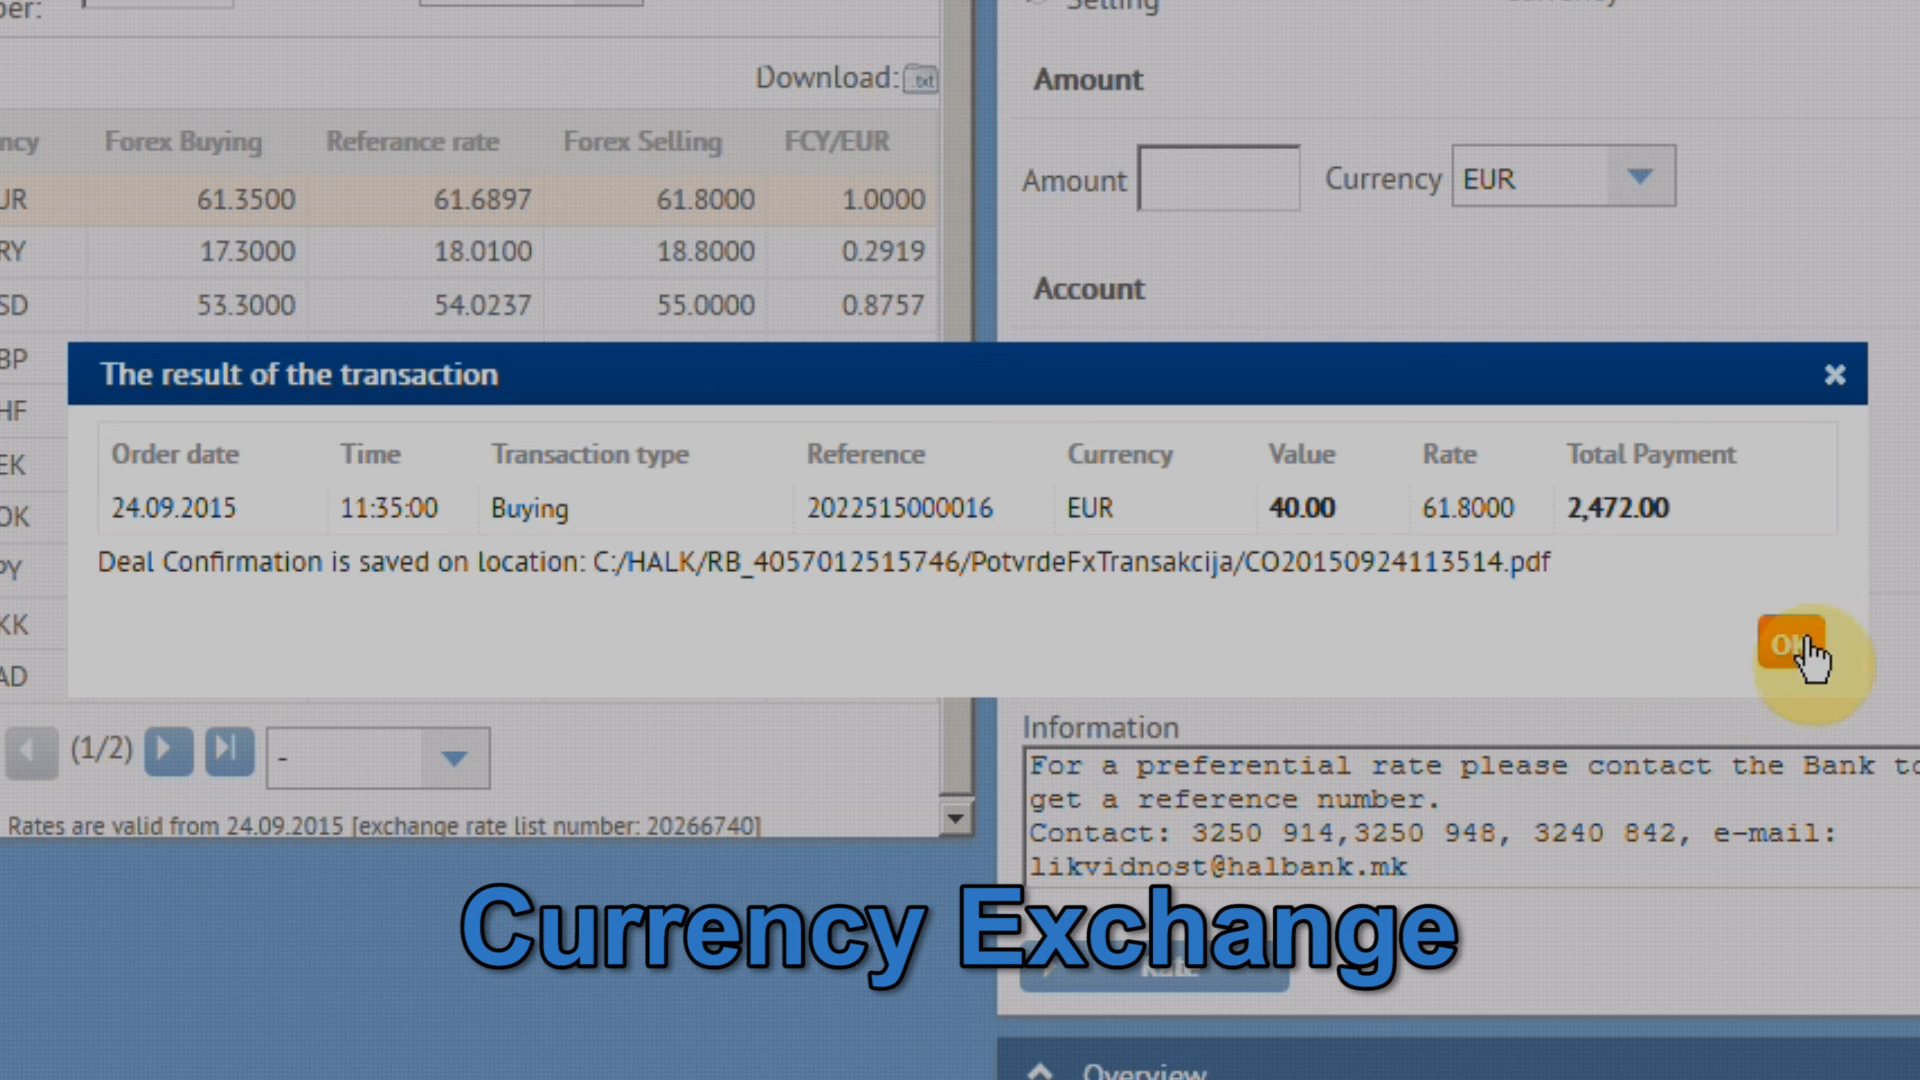 Download: .txt
Forex Buying Referance rate Forex Selling FCY/EUR
61.3500 61.6897 61.8000 1.0000
17.3000 18.0100 18.8000 0.2919
53.3000 54.0237 55.0000 0.8757
Selling
Amount
Amount Currency EUR
Account
The result of the transaction
Order date Time Transaction type Reference Currency Value Rate Total Payment
24.09.2015 11:35:00 Buying 2022515000016 EUR 40.00 61.8000 2,472.00
Deal Confirmation is saved on location: C:/HALK/RB_4057012515746/PotvrdeFxTransakcija/CO20150924113514.pdf
(1/2) -
Rates are valid from 24.09.2015 [exchange rate list number: 20266740]
Information
For a preferential rate please contact the Bank to
get a reference number.
Contact: 3250 914,3250 948, 3240 842, e-mail:
likvidnost@halbank.mk
Currency Exchange
Rate
Overview